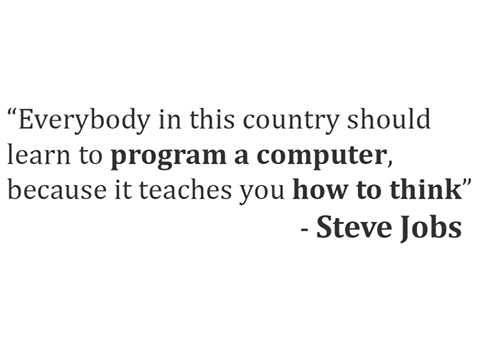 “Everybody in this country should
learn to program a computer,
because it teaches you how to think”
- Steve Jobs